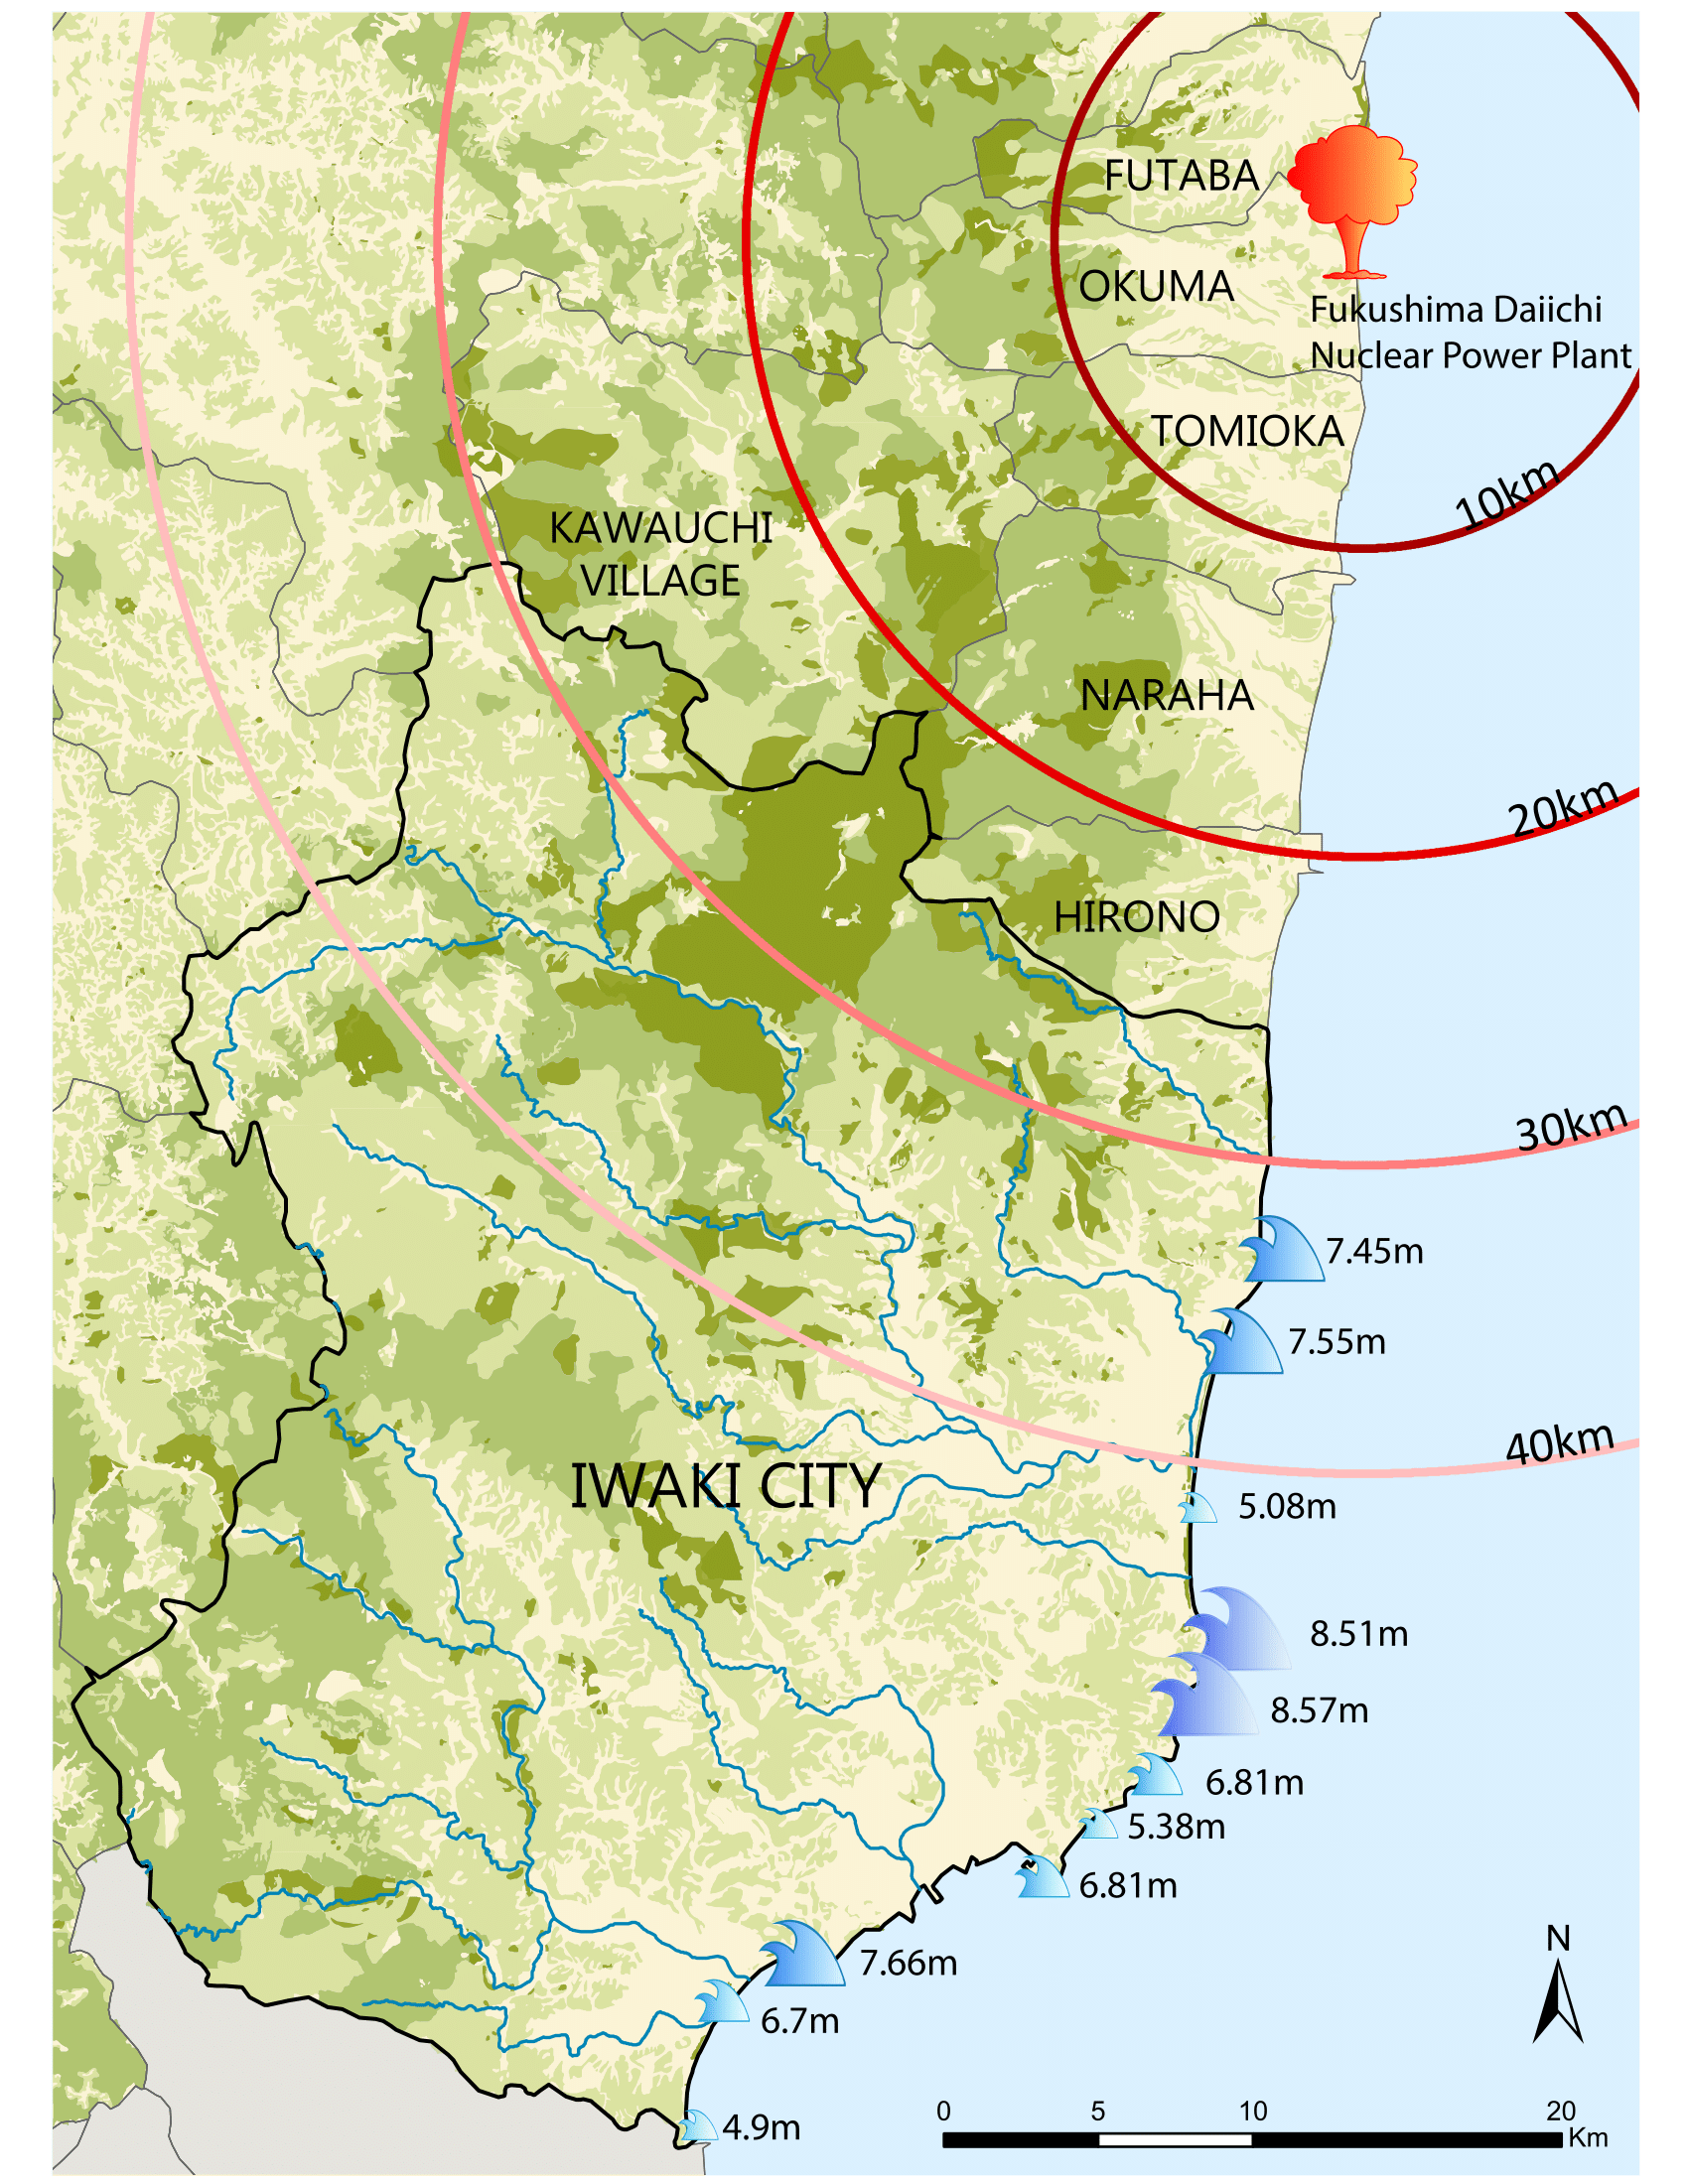 FUTABA
OKUMA
Fukushima Daiichi
Nuclear Power Plant
TOMIOKA
10km
KAWAUCHI
VILLAGE
NARAHA
20km
HIRONO
30km
7.45m
7.55m
40km
IWAKI CITY
5.08m
8.51m
8.57m
6.81m
5.38m
6.81m
7.66m
6.7m
4.9m
N
0 5 10 20
Km